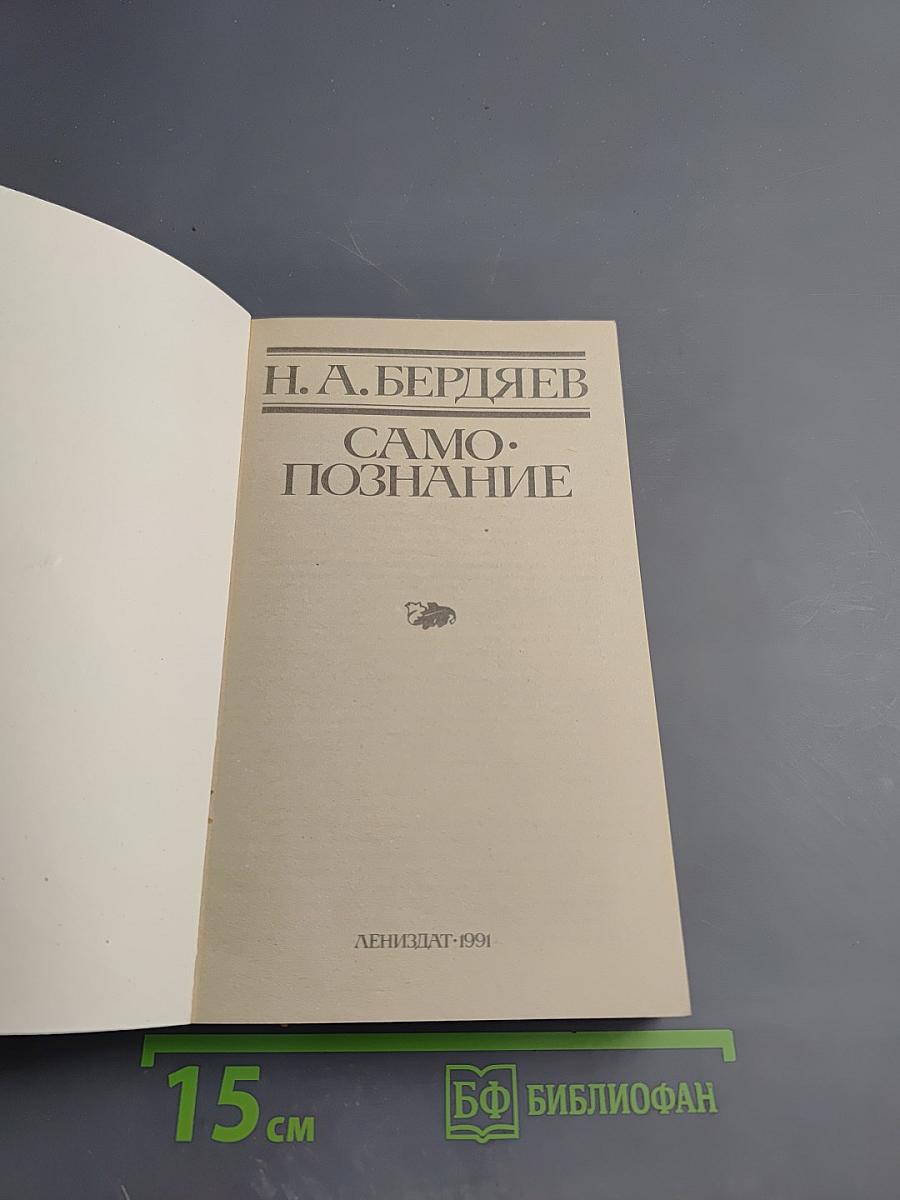 Н. А. БЕРДЯЕВ
САМО·
ПОЗНАНИЕ
ЛЕНИЗДАТ·1991
15 см
БФ БИБЛИОФАН